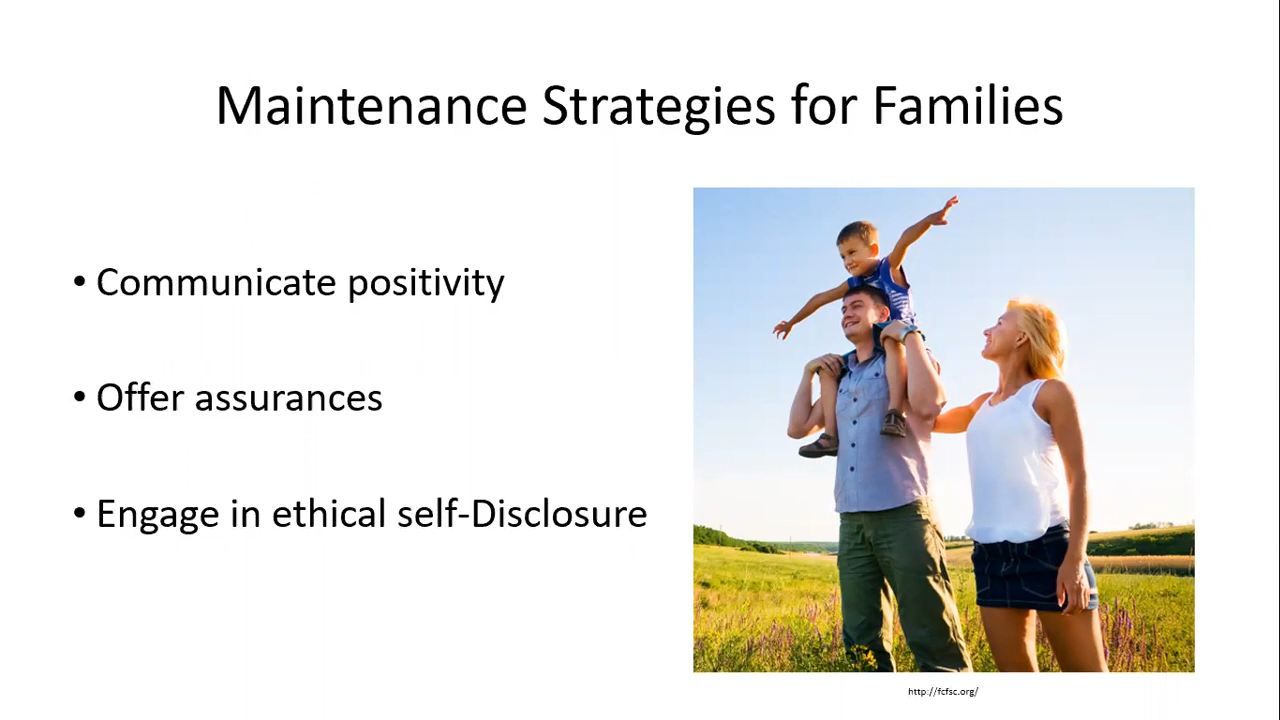 Maintenance Strategies for Families
• Communicate positivity
• Offer assurances
• Engage in ethical self-Disclosure
http://fcfsc.org/